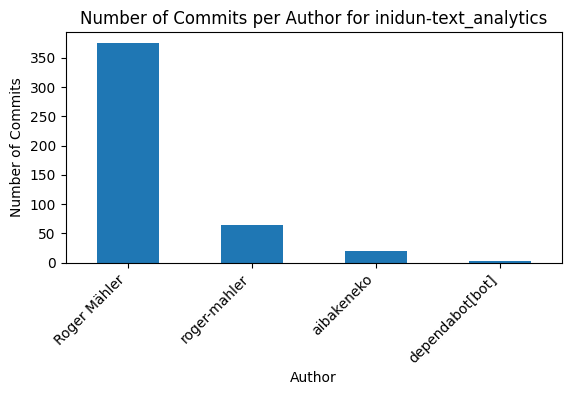 Number of Commits per Author for inidun-text_analytics
Number of Commits
350
300
250
200
150
100
50
0
Roger Mähler
roger-mahler
aibakeneko
dependabot[bot]
Author